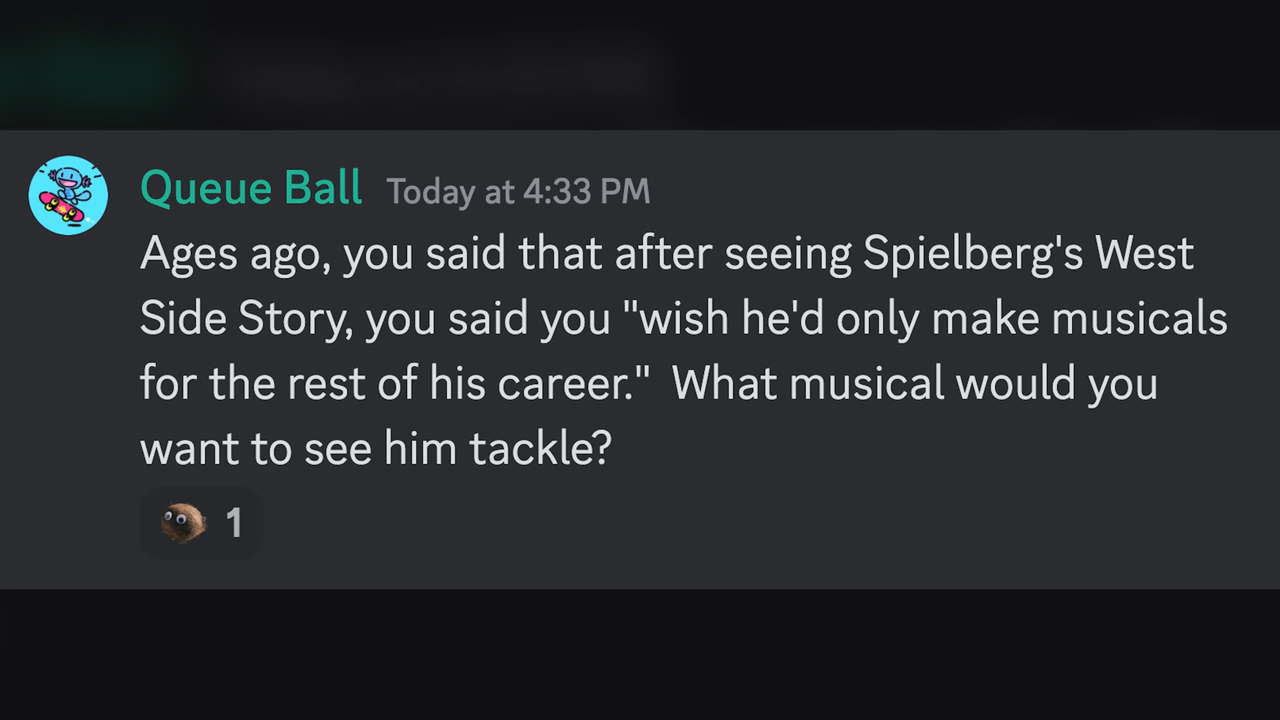 Queue Ball Today at 4:33 PM
Ages ago, you said that after seeing Spielberg's West
Side Story, you said you "wish he'd only make musicals
for the rest of his career."  What musical would you
want to see him tackle?
1